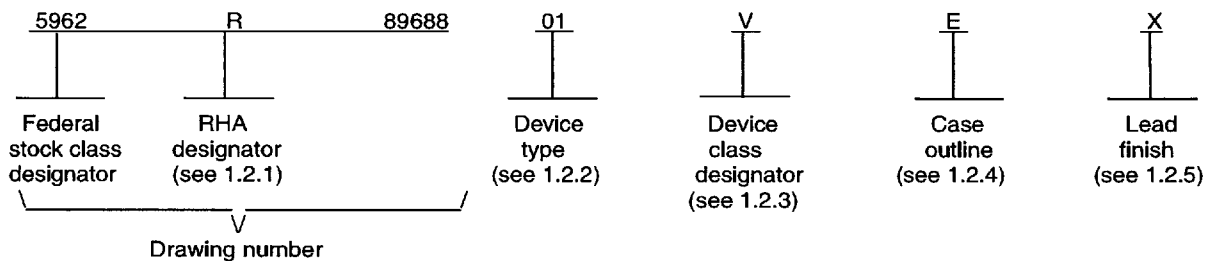 5962 R 89688 01 V E X
Federal stock class designator
RHA designator (see 1.2.1)
Device type (see 1.2.2)
Device class designator (see 1.2.3)
Case outline (see 1.2.4)
Lead finish (see 1.2.5)
Drawing number